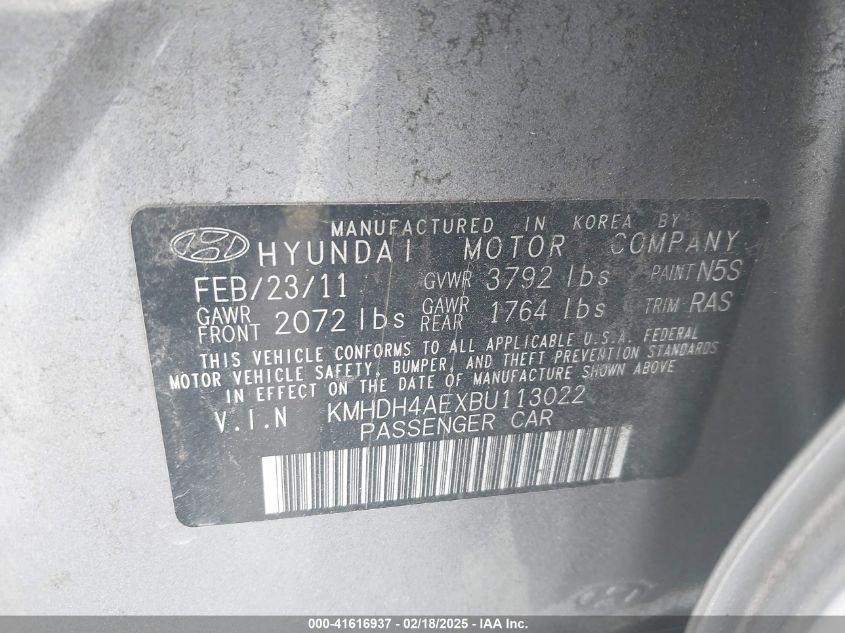 MANUFACTURED IN KOREA BY
HYUNDAI MOTOR COMPANY
FEB/23/11 GVWR 3792 lbs PAINT N5S
GAWR FRONT 2072 lbs GAWR REAR 1764 lbs TRIM RAS
THIS VEHICLE CONFORMS TO ALL APPLICABLE U.S.A. FEDERAL
MOTOR VEHICLE SAFETY, BUMPER, AND THEFT PREVENTION STANDARDS
IN EFFECT ON THE DATE OF MANUFACTURE SHOWN ABOVE
V.I.N KMHDH4AEXBU113022
PASSENGER CAR
000-41616937 - 02/18/2025 - IAA Inc.